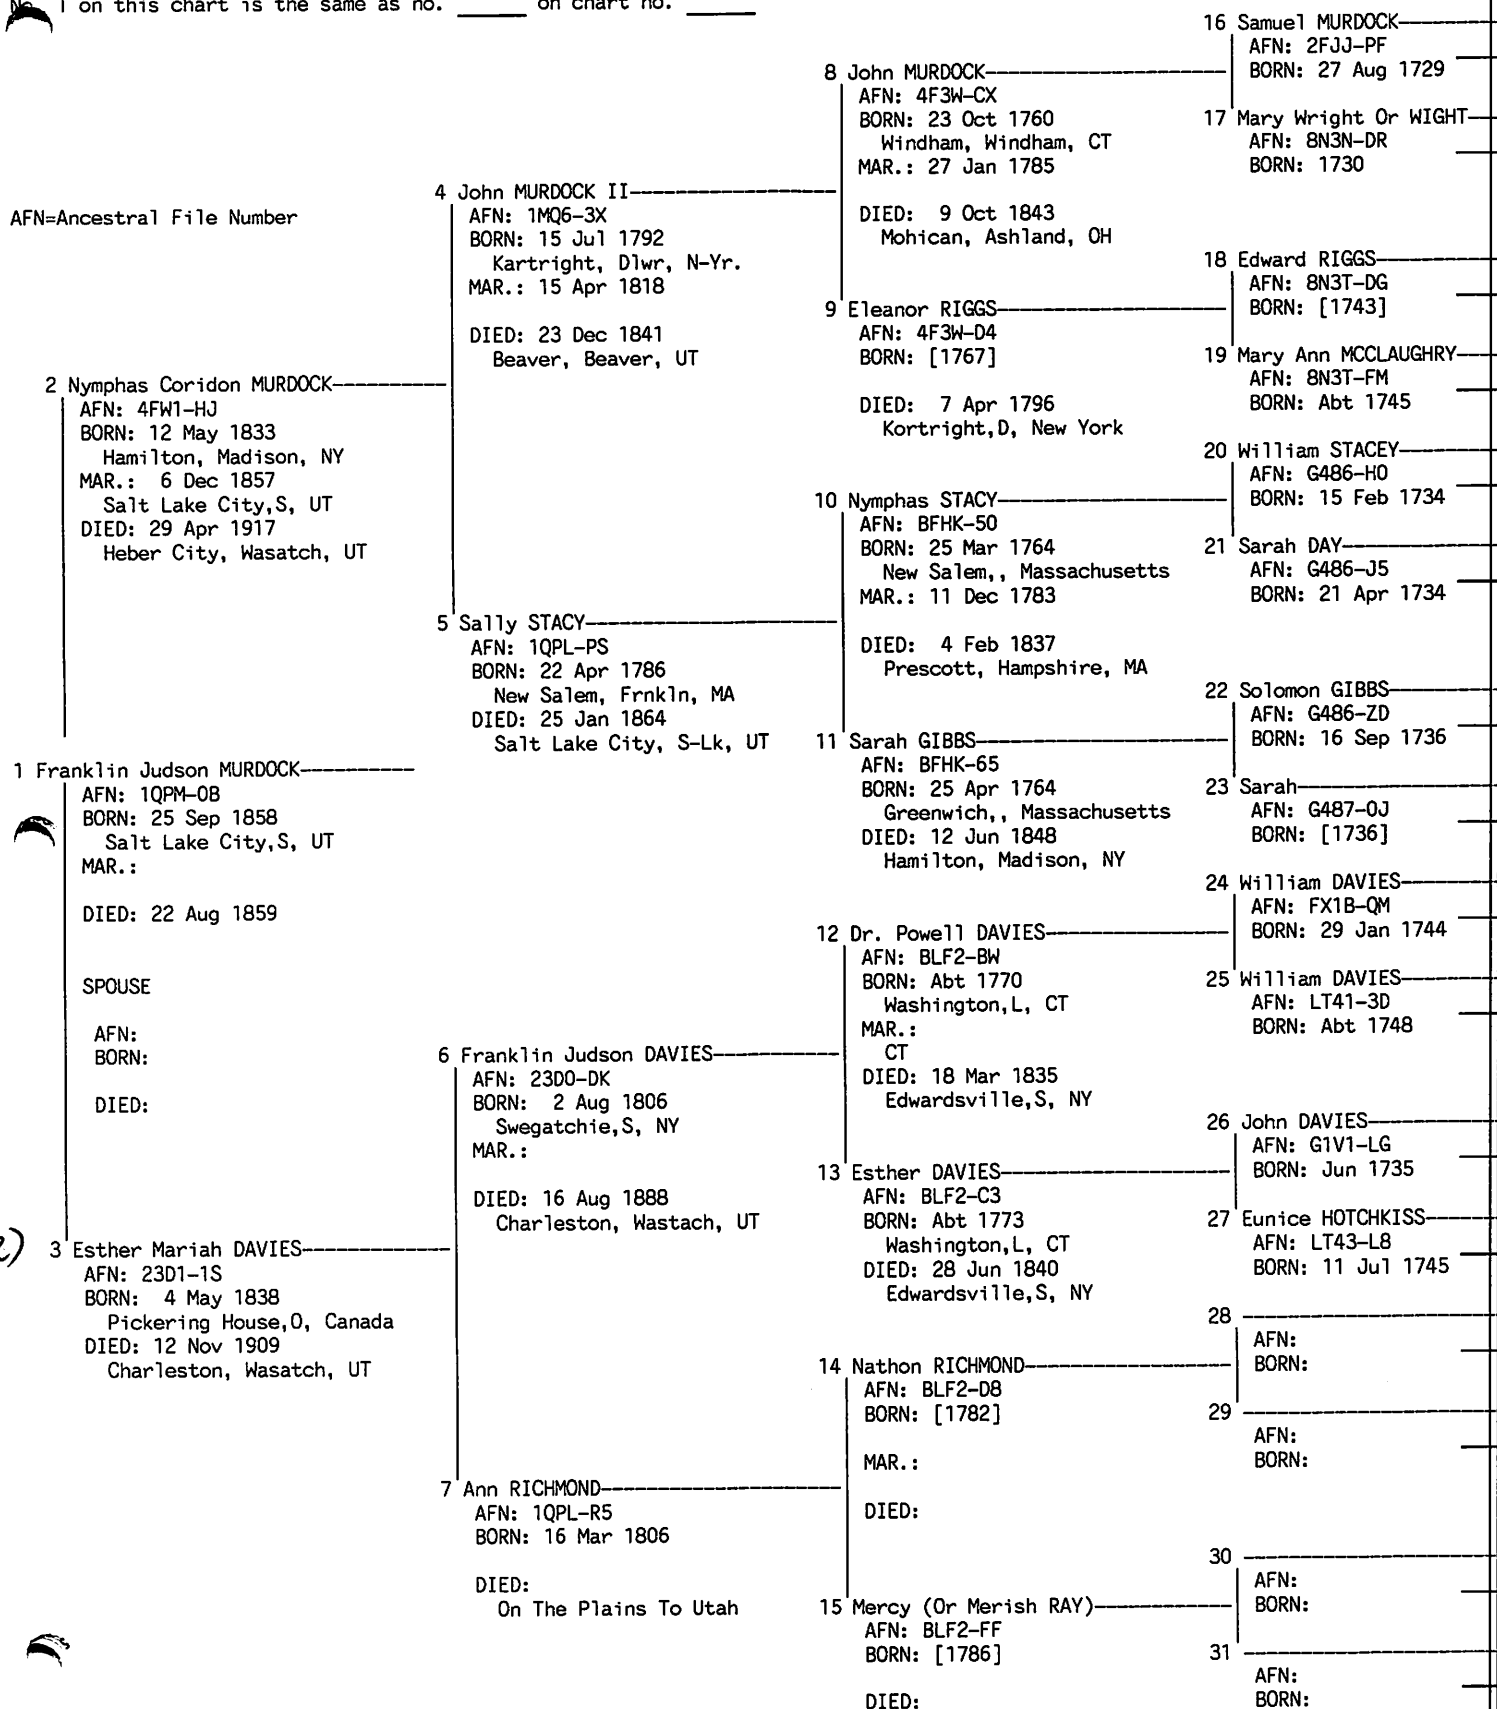 No. 1 on this chart is the same as no. _____ on chart no. _____
AFN=Ancestral File Number
1 Franklin Judson MURDOCK
AFN: 1QPM-0B
BORN: 25 Sep 1858
Salt Lake City,S, UT
MAR.:
DIED: 22 Aug 1859
SPOUSE
AFN:
BORN:
DIED:
2 Nymphas Coridon MURDOCK
AFN: 4FW1-HJ
BORN: 12 May 1833
Hamilton, Madison, NY
MAR.: 6 Dec 1857
Salt Lake City,S, UT
DIED: 29 Apr 1917
Heber City, Wasatch, UT
3 Esther Mariah DAVIES
AFN: 23D1-1S
BORN: 4 May 1838
Pickering House,O, Canada
DIED: 12 Nov 1909
Charleston, Wasatch, UT
4 John MURDOCK II
AFN: 1MQ6-3X
BORN: 15 Jul 1792
Kartright, Dlwr, N-Yr.
MAR.: 15 Apr 1818
DIED: 23 Dec 1841
Beaver, Beaver, UT
5 Sally STACY
AFN: 1QPL-PS
BORN: 22 Apr 1786
New Salem, Frnkln, MA
DIED: 25 Jan 1864
Salt Lake City, S-Lk, UT
6 Franklin Judson DAVIES
AFN: 23D0-DK
BORN: 2 Aug 1806
Swegatchie,S, NY
MAR.:
DIED: 16 Aug 1888
Charleston, Wastach, UT
7 Ann RICHMOND
AFN: 1QPL-R5
BORN: 16 Mar 1806
DIED:
On The Plains To Utah
8 John MURDOCK
AFN: 4F3W-CX
BORN: 23 Oct 1760
Windham, Windham, CT
MAR.: 27 Jan 1785
DIED: 9 Oct 1843
Mohican, Ashland, OH
9 Eleanor RIGGS
AFN: 4F3W-D4
BORN: [1767]
DIED: 7 Apr 1796
Kortright,D, New York
10 Nymphas STACY
AFN: BFHK-50
BORN: 25 Mar 1764
New Salem,, Massachusetts
MAR.: 11 Dec 1783
DIED: 4 Feb 1837
Prescott, Hampshire, MA
11 Sarah GIBBS
AFN: BFHK-65
BORN: 25 Apr 1764
Greenwich,, Massachusetts
DIED: 12 Jun 1848
Hamilton, Madison, NY
12 Dr. Powell DAVIES
AFN: BLF2-BW
BORN: Abt 1770
Washington,L, CT
MAR.:
CT
DIED: 18 Mar 1835
Edwardsville,S, NY
13 Esther DAVIES
AFN: BLF2-C3
BORN: Abt 1773
Washington,L, CT
DIED: 28 Jun 1840
Edwardsville,S, NY
14 Nathon RICHMOND
AFN: BLF2-D8
BORN: [1782]
MAR.:
DIED:
15 Mercy (Or Merish RAY)
AFN: BLF2-FF
BORN: [1786]
DIED:
16 Samuel MURDOCK
AFN: 2FJJ-PF
BORN: 27 Aug 1729
17 Mary Wright Or WIGHT
AFN: 8N3N-DR
BORN: 1730
18 Edward RIGGS
AFN: 8N3T-DG
BORN: [1743]
19 Mary Ann MCCLAUGHRY
AFN: 8N3T-FM
BORN: Abt 1745
20 William STACEY
AFN: G486-H0
BORN: 15 Feb 1734
21 Sarah DAY
AFN: G486-J5
BORN: 21 Apr 1734
22 Solomon GIBBS
AFN: G486-ZD
BORN: 16 Sep 1736
23 Sarah
AFN: G487-0J
BORN: [1736]
24 William DAVIES
AFN: FX1B-QM
BORN: 29 Jan 1744
25 William DAVIES
AFN: LT41-3D
BORN: Abt 1748
26 John DAVIES
AFN: G1V1-LG
BORN: Jun 1735
27 Eunice HOTCHKISS
AFN: LT43-L8
BORN: 11 Jul 1745
28
AFN:
BORN:
29
AFN:
BORN:
30
AFN:
BORN:
31
AFN:
BORN: